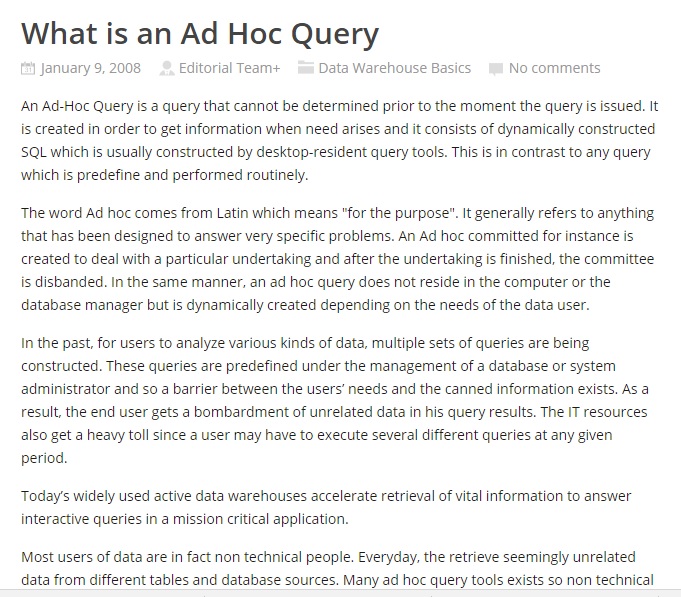 What is an Ad Hoc Query
January 9, 2008 Editorial Team+ Data Warehouse Basics No comments
An Ad-Hoc Query is a query that cannot be determined prior to the moment the query is issued. It
is created in order to get information when need arises and it consists of dynamically constructed
SQL which is usually constructed by desktop-resident query tools. This is in contrast to any query
which is predefine and performed routinely.
The word Ad hoc comes from Latin which means "for the purpose". It generally refers to anything
that has been designed to answer very specific problems. An Ad hoc committed for instance is
created to deal with a particular undertaking and after the undertaking is finished, the committee
is disbanded. In the same manner, an ad hoc query does not reside in the computer or the
database manager but is dynamically created depending on the needs of the data user.
In the past, for users to analyze various kinds of data, multiple sets of queries are being
constructed. These queries are predefined under the management of a database or system
administrator and so a barrier between the users’ needs and the canned information exists. As a
result, the end user gets a bombardment of unrelated data in his query results. The IT resources
also get a heavy toll since a user may have to execute several different queries at any given
period.
Today’s widely used active data warehouses accelerate retrieval of vital information to answer
interactive queries in a mission critical application.
Most users of data are in fact non technical people. Everyday, the retrieve seemingly unrelated
data from different tables and database sources. Many ad hoc query tools exists so non technical